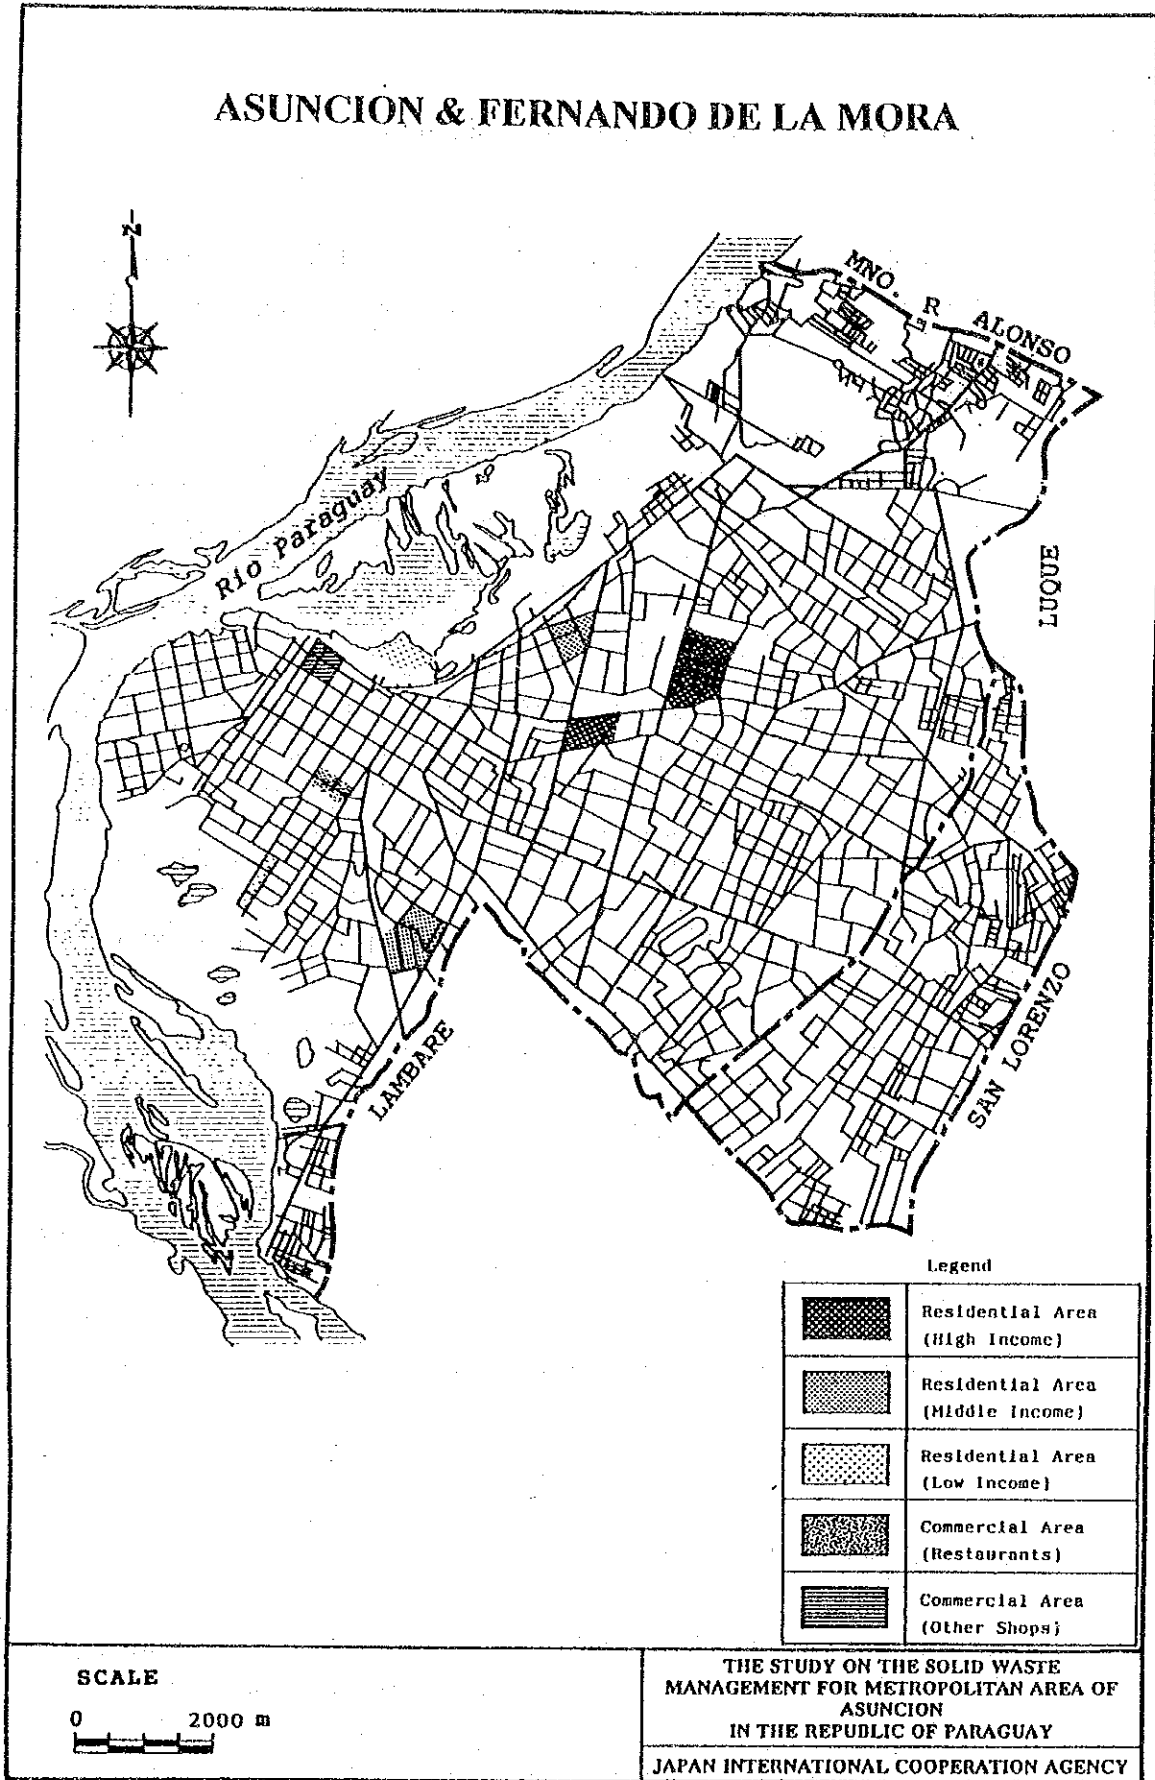 ASUNCION & FERNANDO DE LA MORA
N
MNO. R ALONSO
Rio Paraguay
LUQUE
LAMBARE
SAN LORENZO
Legend
Residential Area
(High Income)
Residential Area
(Middle Income)
Residential Area
(Low Income)
Commercial Area
(Restaurants)
Commercial Area
(Other Shops)
SCALE
0 2000 m
THE STUDY ON THE SOLID WASTE
MANAGEMENT FOR METROPOLITAN AREA OF
ASUNCION
IN THE REPUBLIC OF PARAGUAY
JAPAN INTERNATIONAL COOPERATION AGENCY